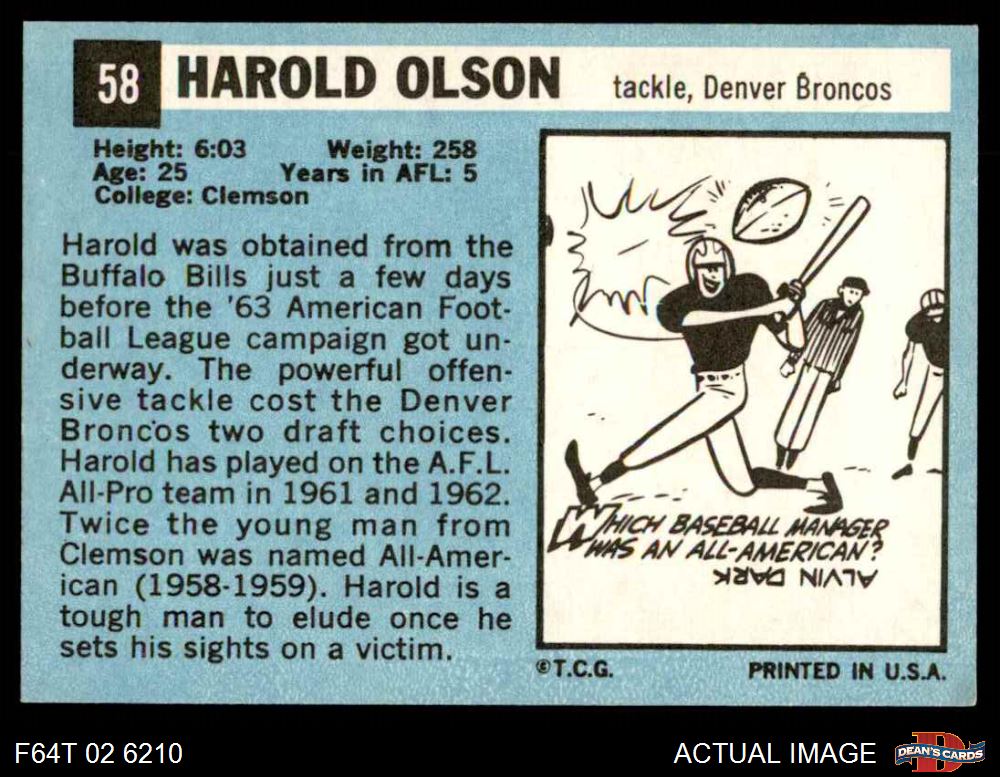 58 HAROLD OLSON tackle, Denver Broncos
Height: 6:03 Weight: 258
Age: 25 Years in AFL: 5
College: Clemson
Harold was obtained from the
Buffalo Bills just a few days
before the '63 American Foot-
ball League campaign got un-
derway. The powerful offen-
sive tackle cost the Denver
Broncos two draft choices.
Harold has played on the A.F.L.
All-Pro team in 1961 and 1962.
Twice the young man from
Clemson was named All-Amer-
ican (1958-1959). Harold is a
tough man to elude once he
sets his sights on a victim.
WHICH BASEBALL MANAGER
WAS AN ALL-AMERICAN?
ALVIN DARK
©T.C.G. PRINTED IN U.S.A.
F64T 02 6210 ACTUAL IMAGE D DEAN'S CARDS